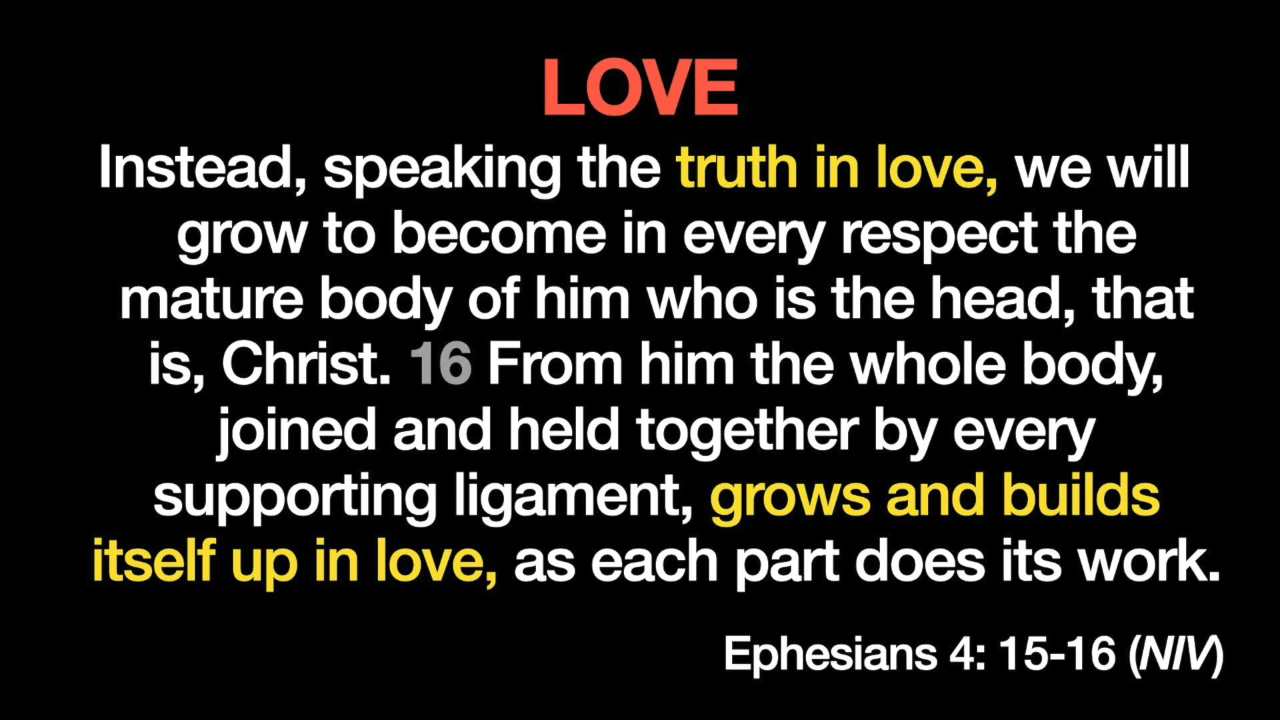 LOVE
Instead, speaking the truth in love, we will
grow to become in every respect the
mature body of him who is the head, that
is, Christ. 16 From him the whole body,
joined and held together by every
supporting ligament, grows and builds
itself up in love, as each part does its work.
Ephesians 4: 15-16 (NIV)